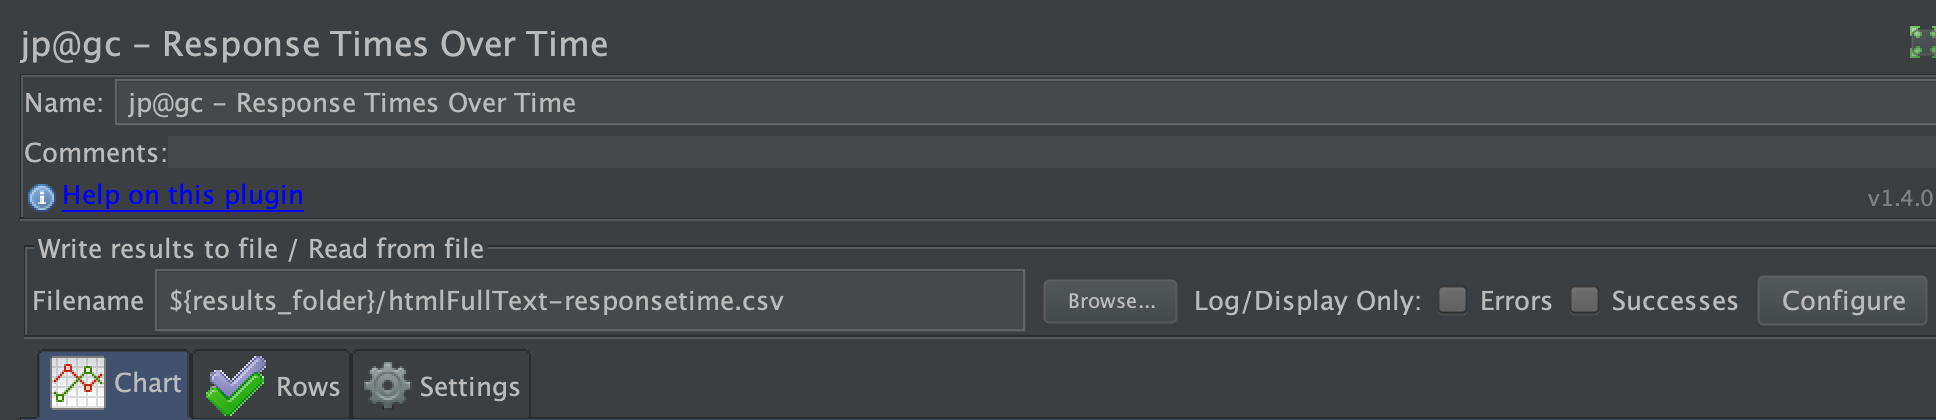 jp@gc - Response Times Over Time
Name: jp@gc - Response Times Over Time
Comments:
Help on this plugin
v1.4.0
Write results to file / Read from file
Filename ${results_folder}/htmlFullText-responsetime.csv Browse... Log/Display Only: Errors Successes Configure
Chart Rows Settings